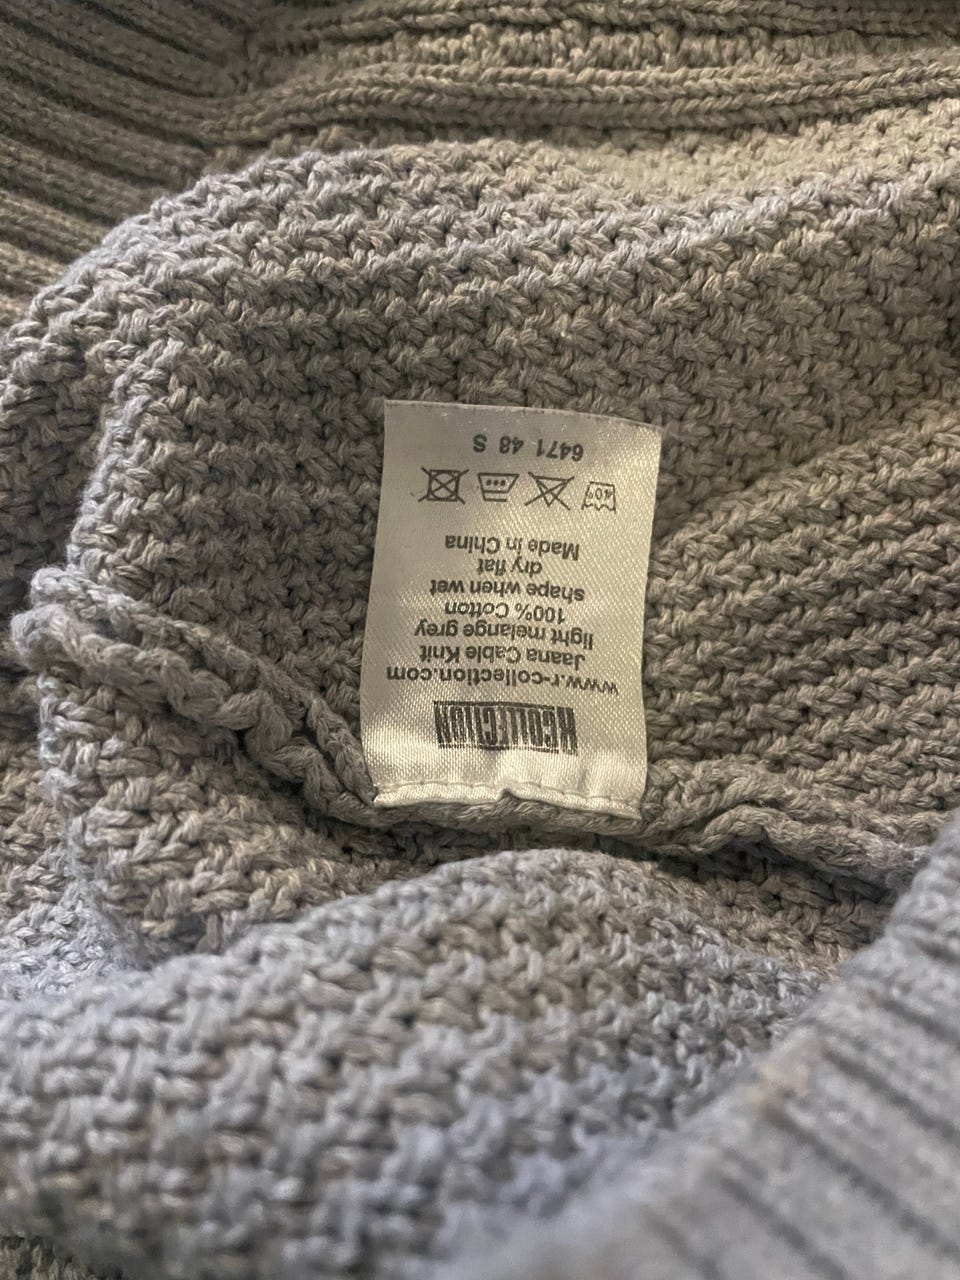 R-COLLECTION
www.r-collection.com
Jaana Cable Knit
light melange grey
100% Cotton
shape when wet
dry flat
Made in China
40°
6471 48 S